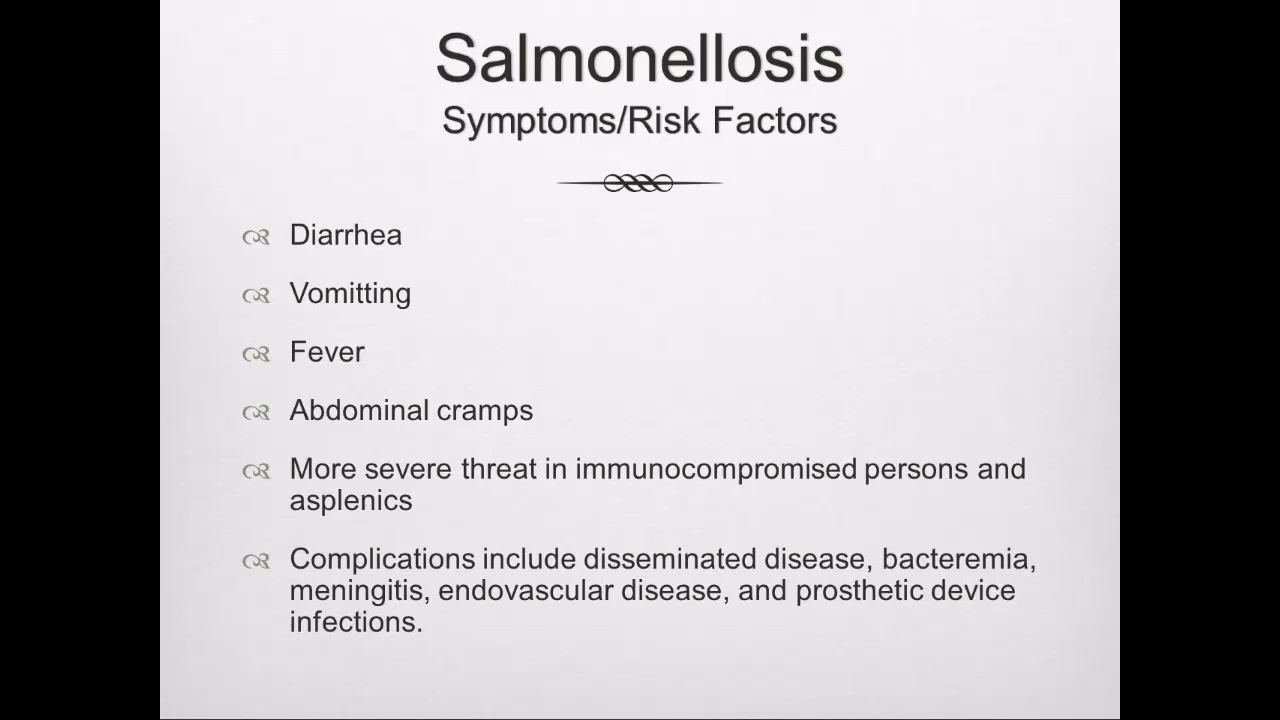 Salmonellosis
Symptoms/Risk Factors
Diarrhea
Vomitting
Fever
Abdominal cramps
More severe threat in immunocompromised persons and
asplenics
Complications include disseminated disease, bacteremia,
meningitis, endovascular disease, and prosthetic device
infections.